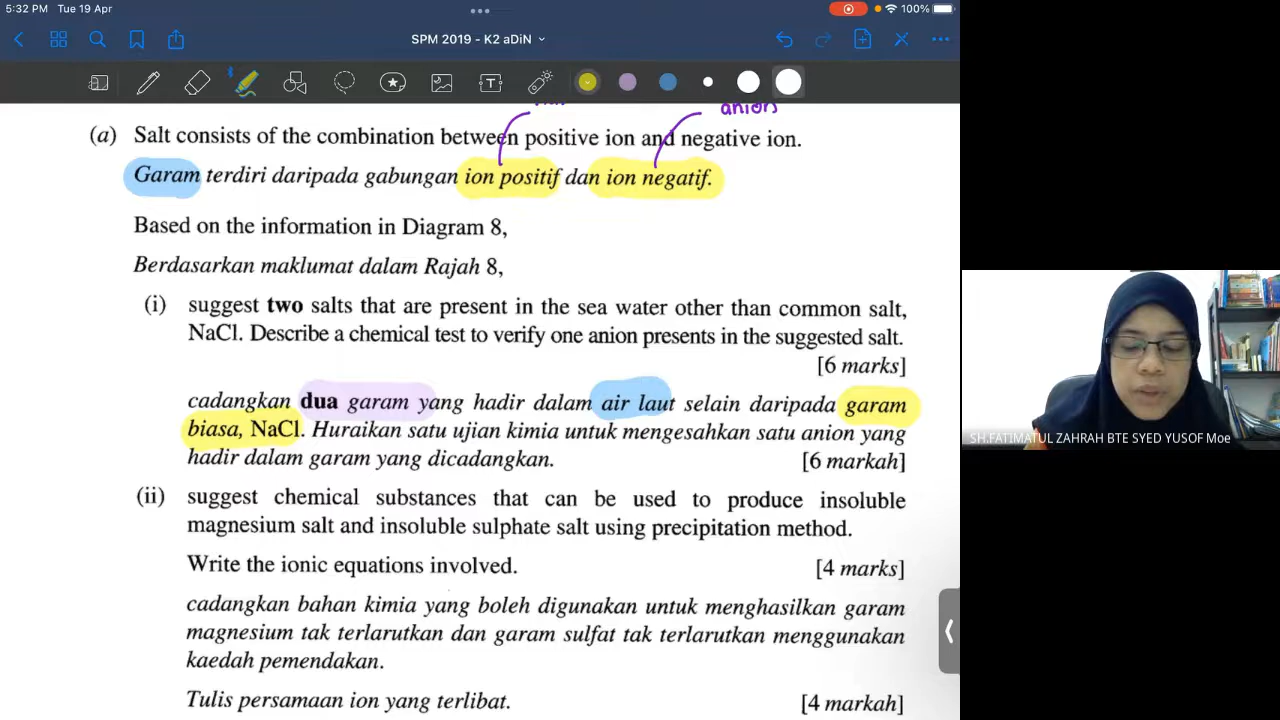 5:32 PM Tue 19 Apr
100%
SPM 2019 - K2 aDiN
anions
(a) Salt consists of the combination between positive ion and negative ion.
Garam terdiri daripada gabungan ion positif dan ion negatif.
Based on the information in Diagram 8,
Berdasarkan maklumat dalam Rajah 8,
(i) suggest two salts that are present in the sea water other than common salt,
NaCl. Describe a chemical test to verify one anion presents in the suggested salt.
[6 marks]
cadangkan dua garam yang hadir dalam air laut selain daripada garam
biasa, NaCl. Huraikan satu ujian kimia untuk mengesahkan satu anion yang
hadir dalam garam yang dicadangkan. [6 markah]
(ii) suggest chemical substances that can be used to produce insoluble
magnesium salt and insoluble sulphate salt using precipitation method.
Write the ionic equations involved. [4 marks]
cadangkan bahan kimia yang boleh digunakan untuk menghasilkan garam
magnesium tak terlarutkan dan garam sulfat tak terlarutkan menggunakan
kaedah pemendakan.
Tulis persamaan ion yang terlibat. [4 markah]
SH.FATIMATUL ZAHRAH BTE SYED YUSOF Moe